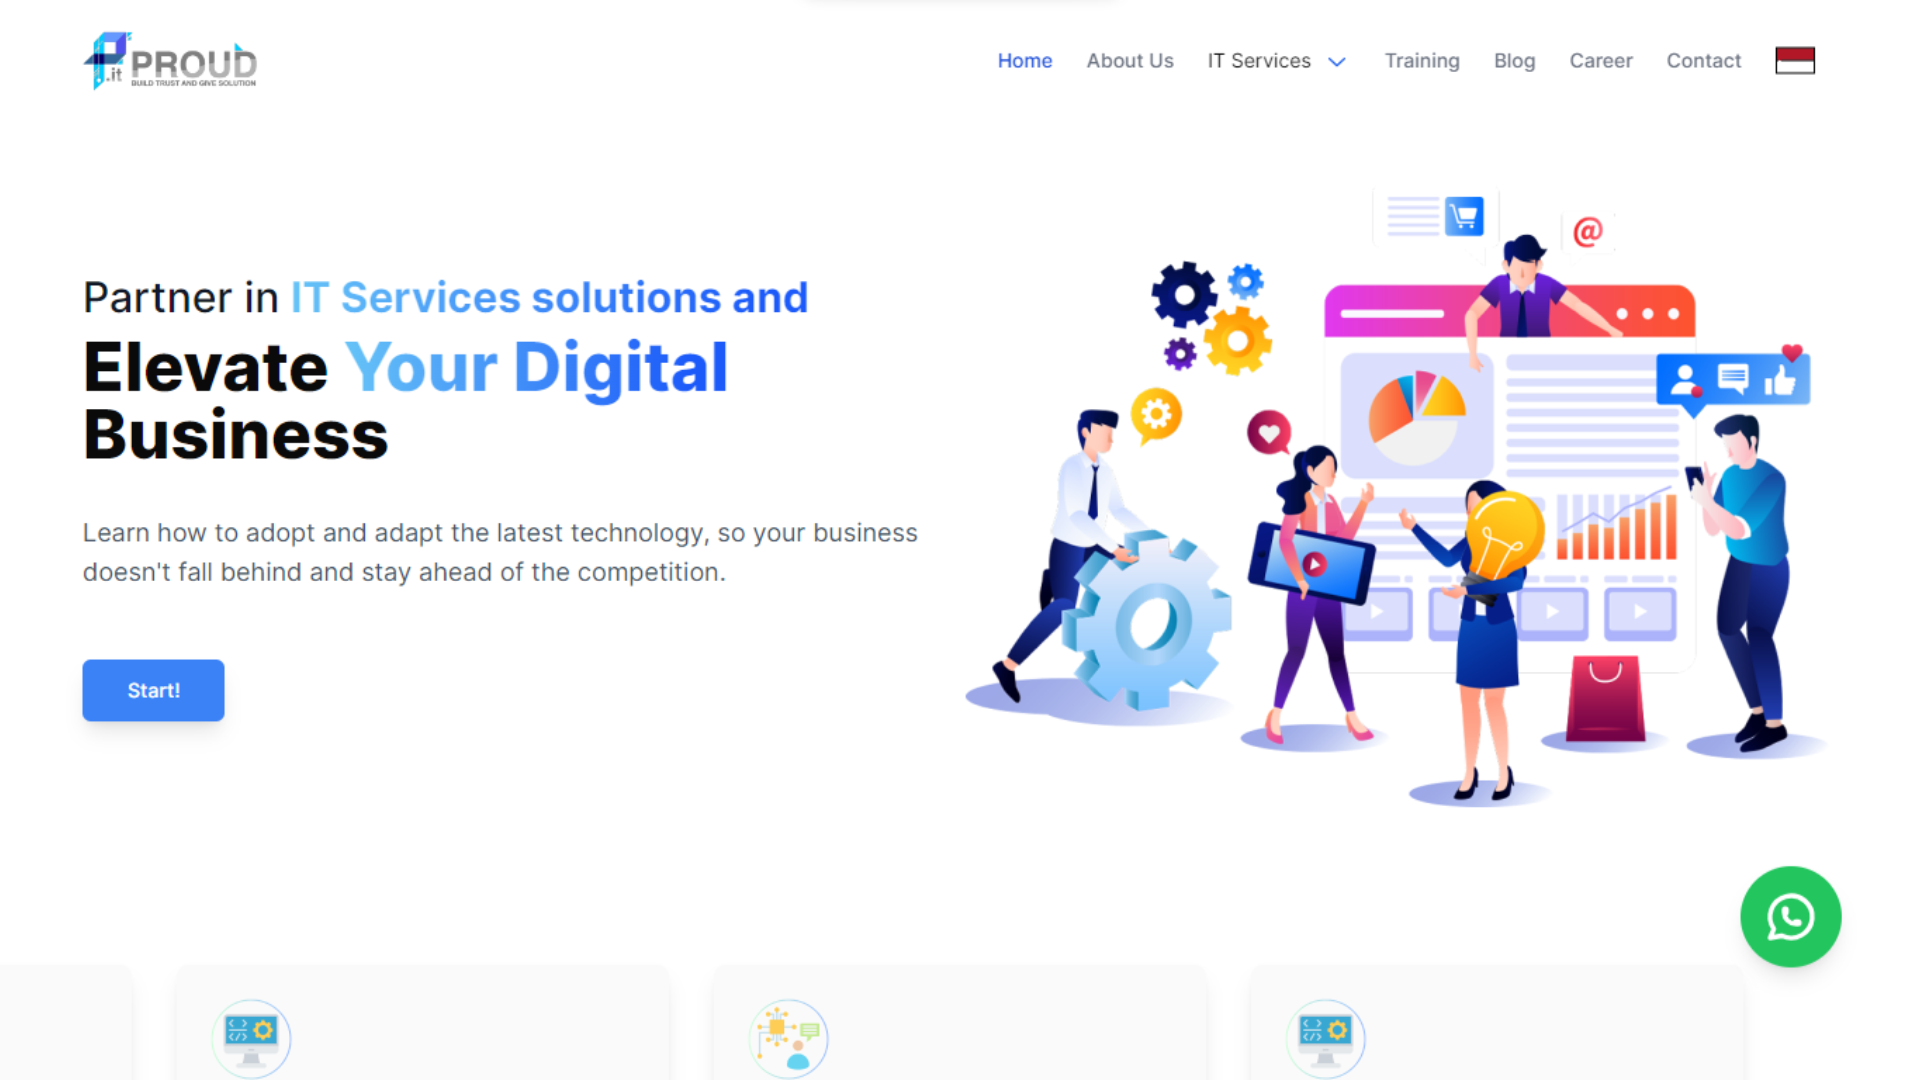 .it PROUD
BUILD TRUST AND GIVE SOLUTION
Home About Us IT Services Training Blog Career Contact
@
Partner in IT Services solutions and
Elevate Your Digital
Business
Learn how to adopt and adapt the latest technology, so your business
doesn't fall behind and stay ahead of the competition.
Start!